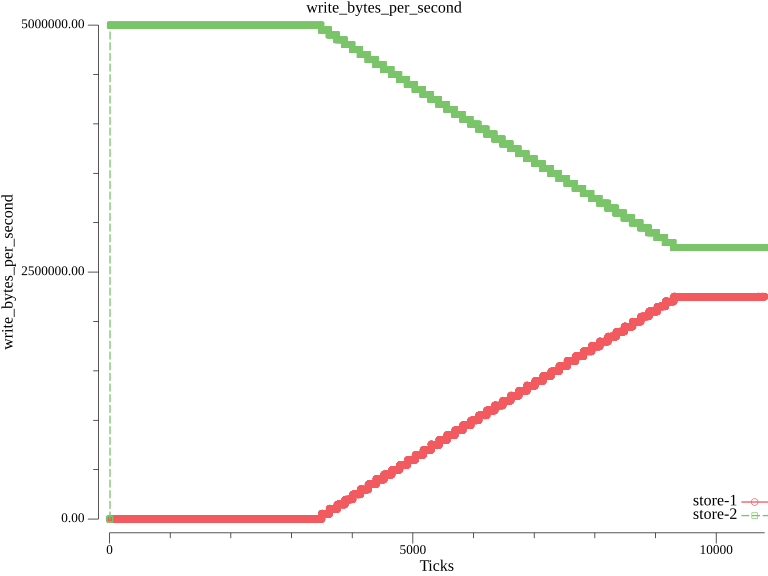 write_bytes_per_second
5000000.00
2500000.00
0.00
write_bytes_per_second
0
5000
10000
Ticks
store-1
store-2